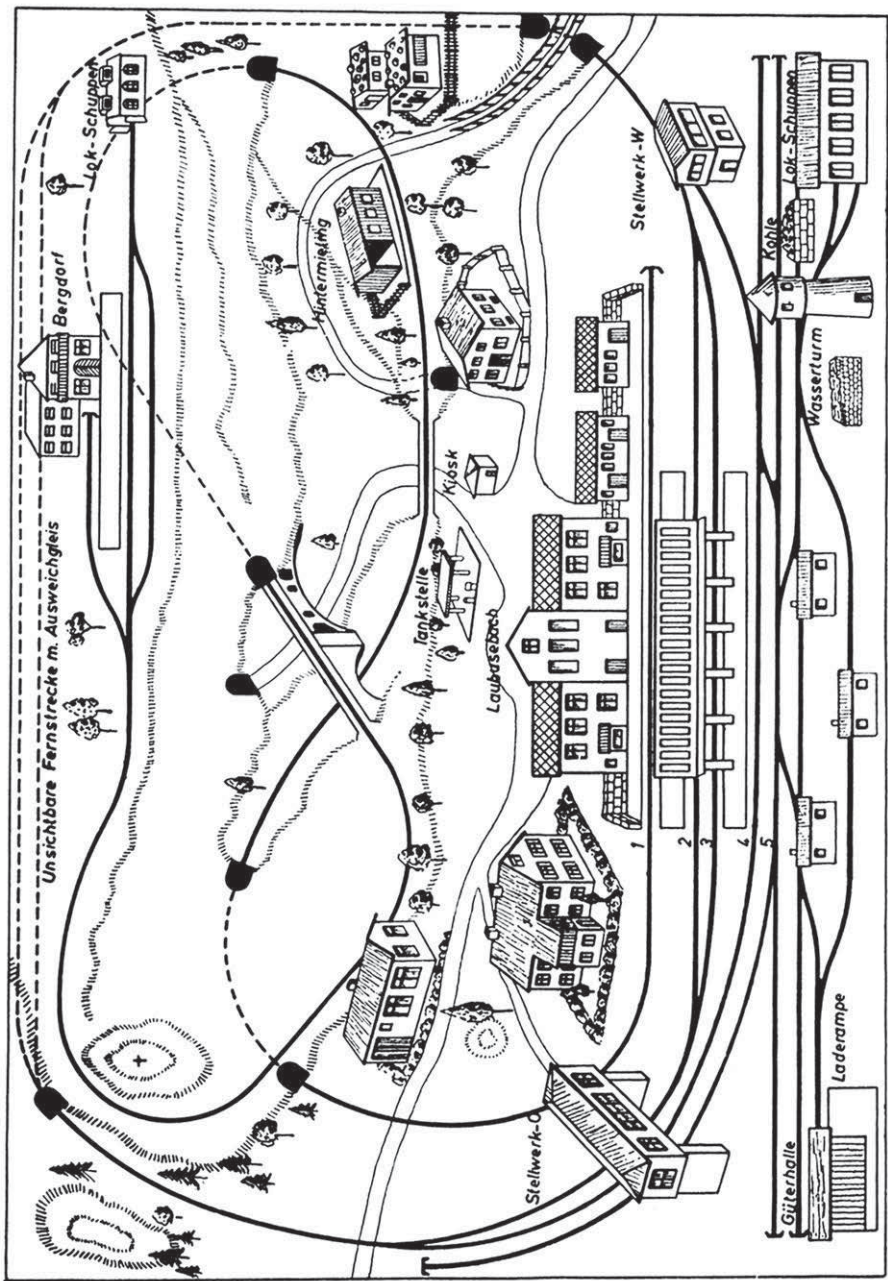 Unsichtbare Fernstrecke m. Ausweichgleis
Bergdorf
Lok-Schuppen
Hintermieting
Kiosk
Tankstelle
Laubasebach
Stellwerk-W
Stellwerk-O
1
2
3
4
5
Güterhalle
Laderampe
Wasserturm
Kohle
Lok-Schuppen